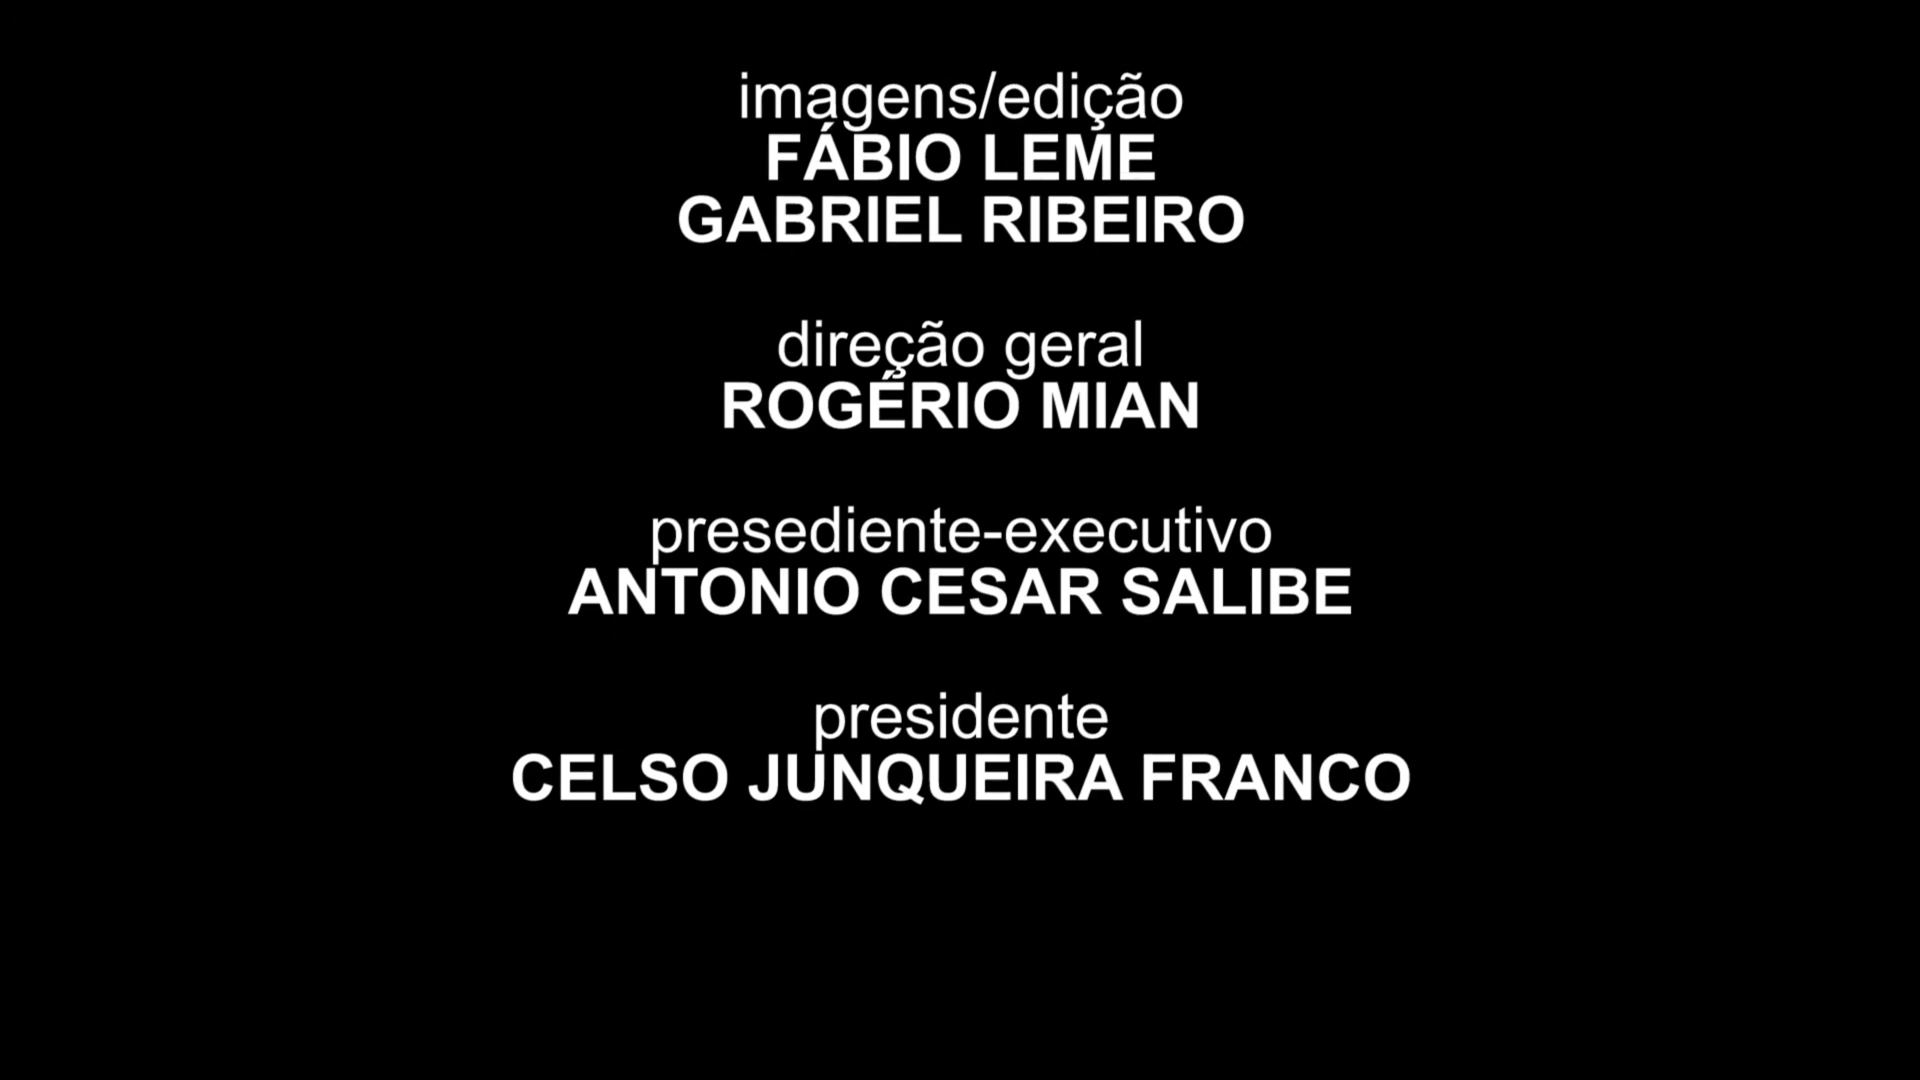 imagens/edição
FÁBIO LEME
GABRIEL RIBEIRO
direção geral
ROGÉRIO MIAN
presediente-executivo
ANTONIO CESAR SALIBE
presidente
CELSO JUNQUEIRA FRANCO